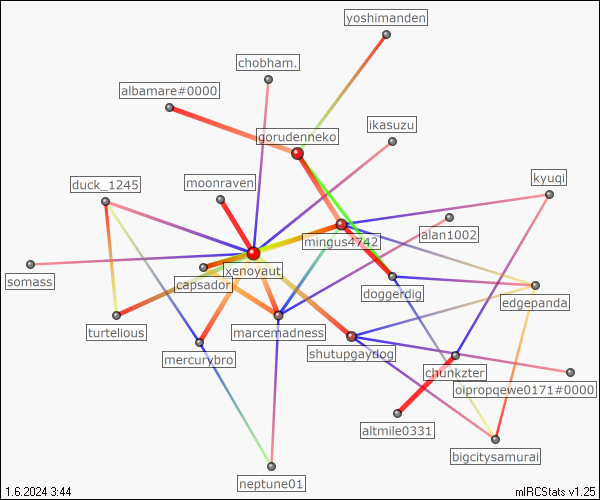 yoshimanden
chobham.
albamare#0000
ikasuzu
gorudenneko
kyuqi
duck_1245
moonraven
mingus4742
alan1002
xenoyaut
somass
capsador
doggerdig
edgepanda
turtelious
marcemadness
shutupgaydog
mercurybro
chunkzter
oipropqewe0171#0000
altmile0331
bigcitysamurai
neptune01
1.6.2024 3:44
mIRCStats v1.25